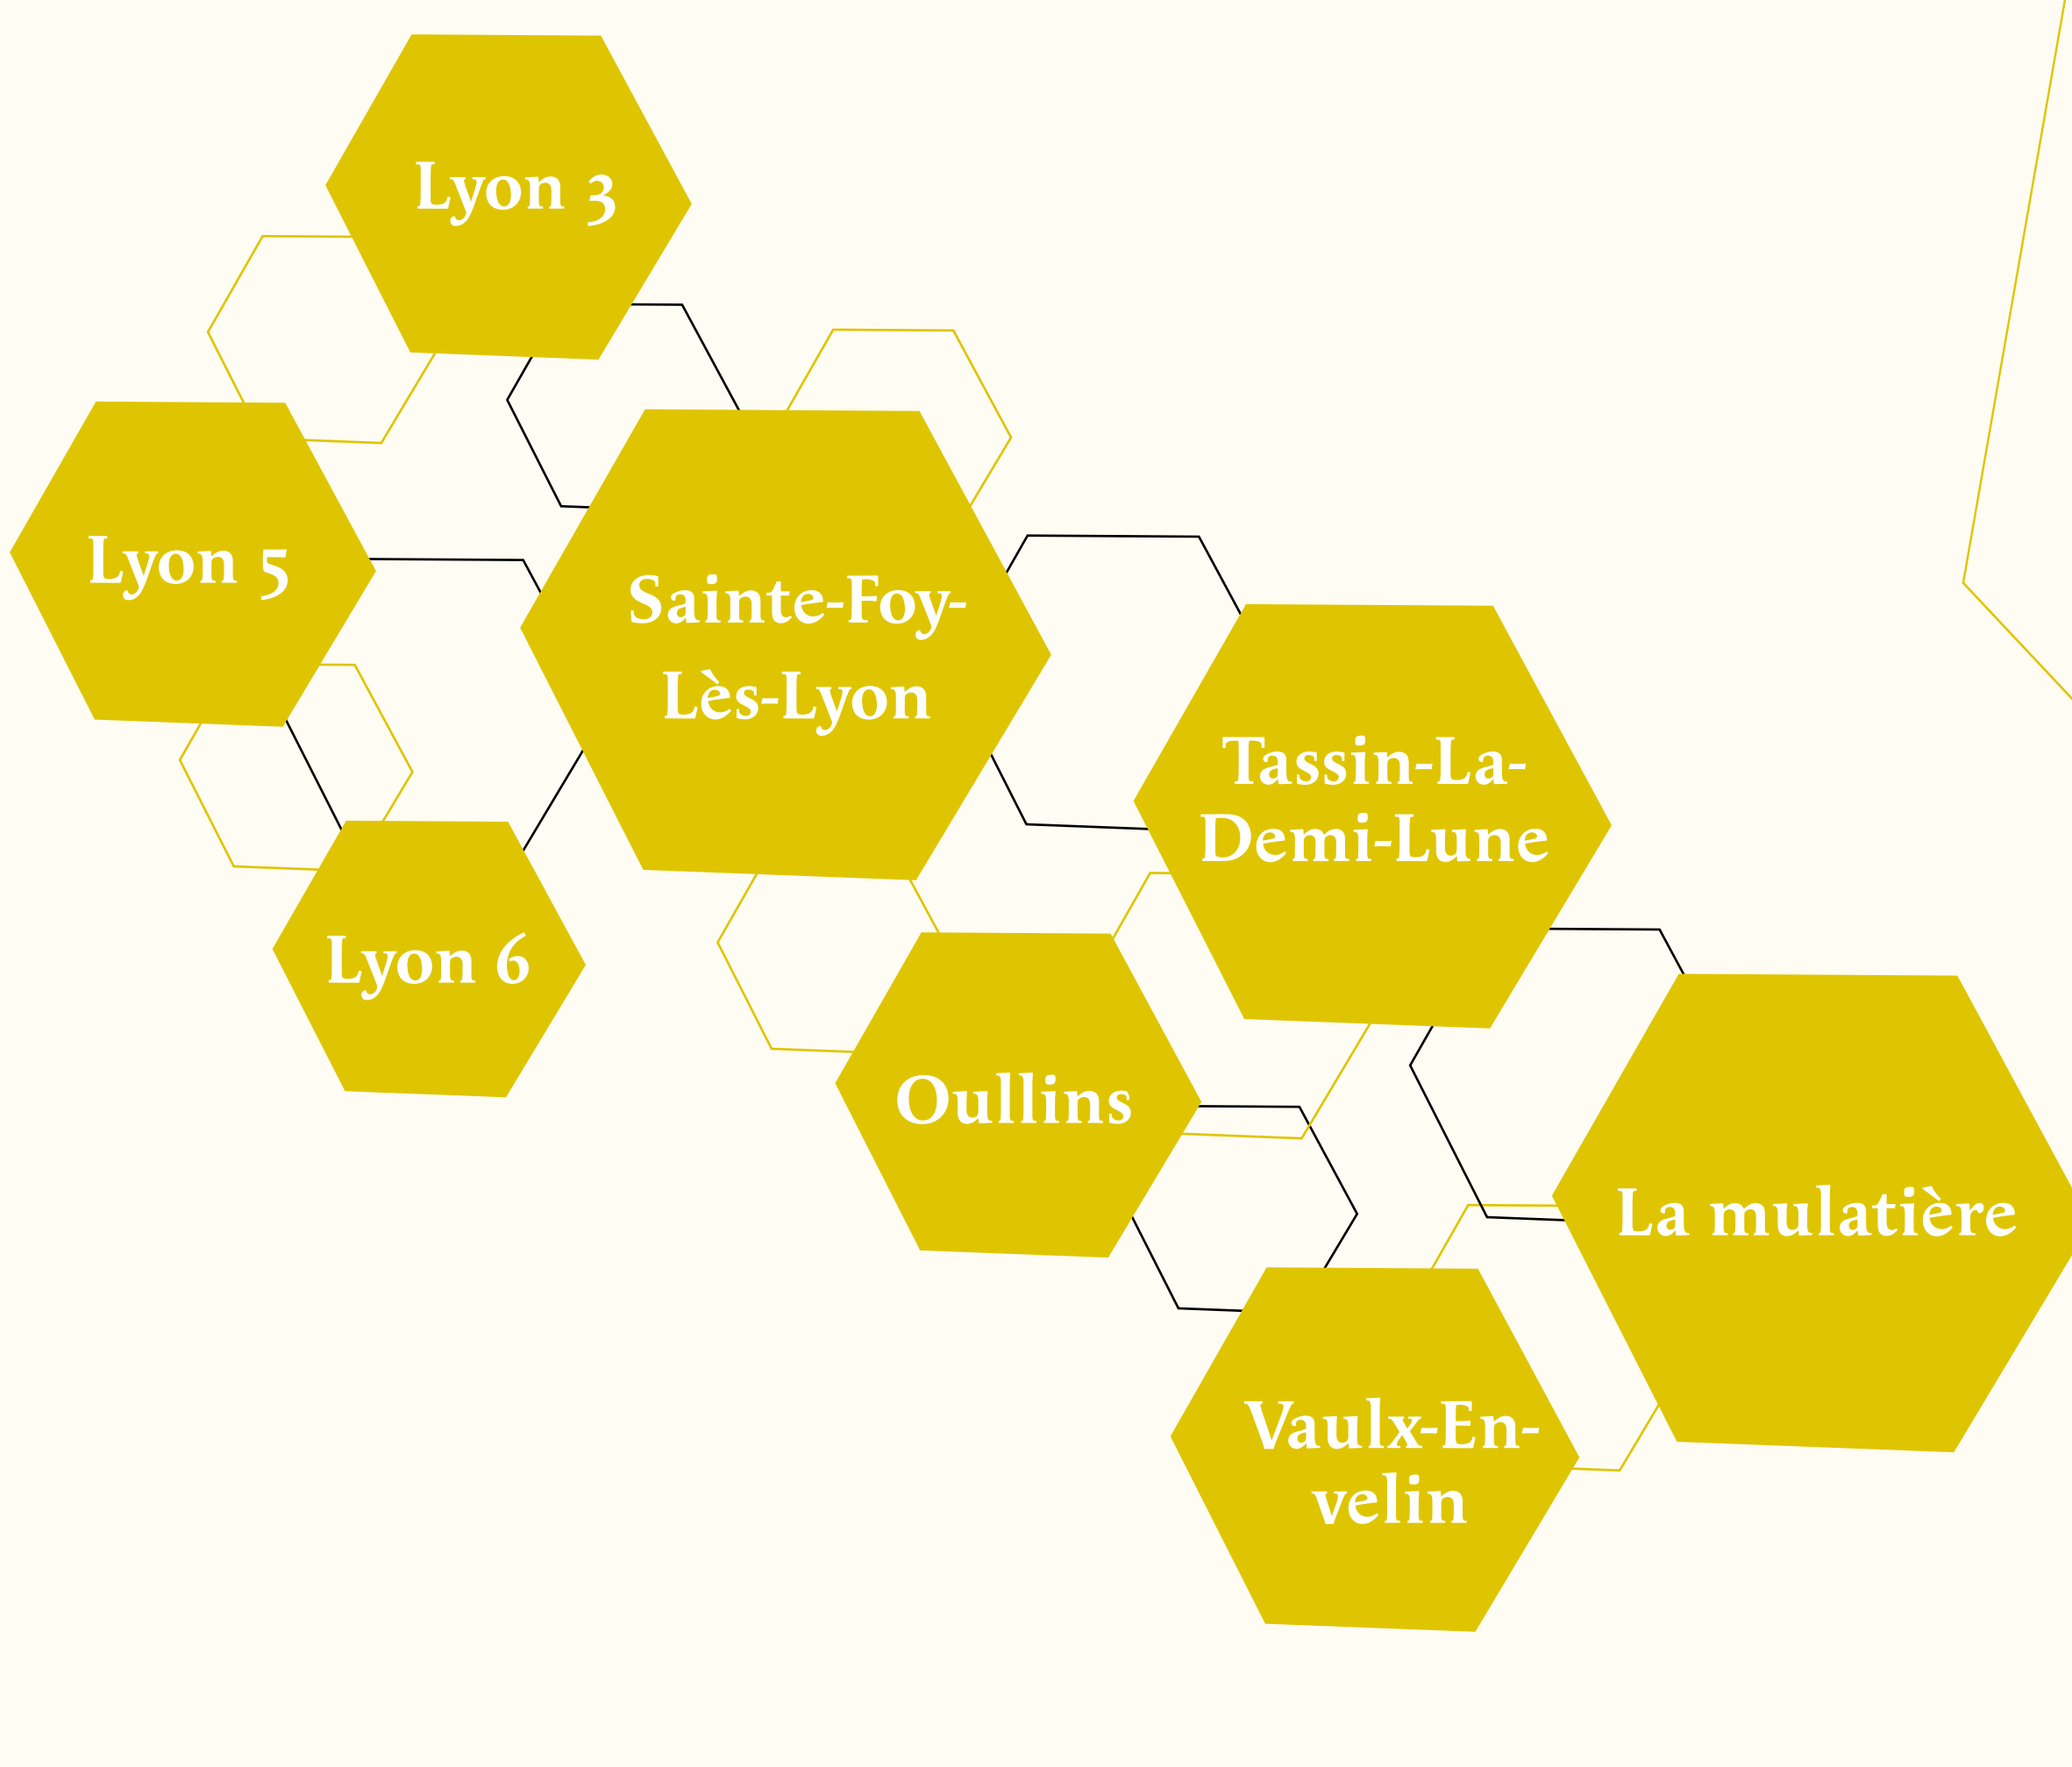 Lyon 3
Lyon 5
Sainte-Foy-
Lès-Lyon
Tassin-La-
Demi-Lune
Lyon 6
Oullins
La mulatière
Vaulx-En-
velin